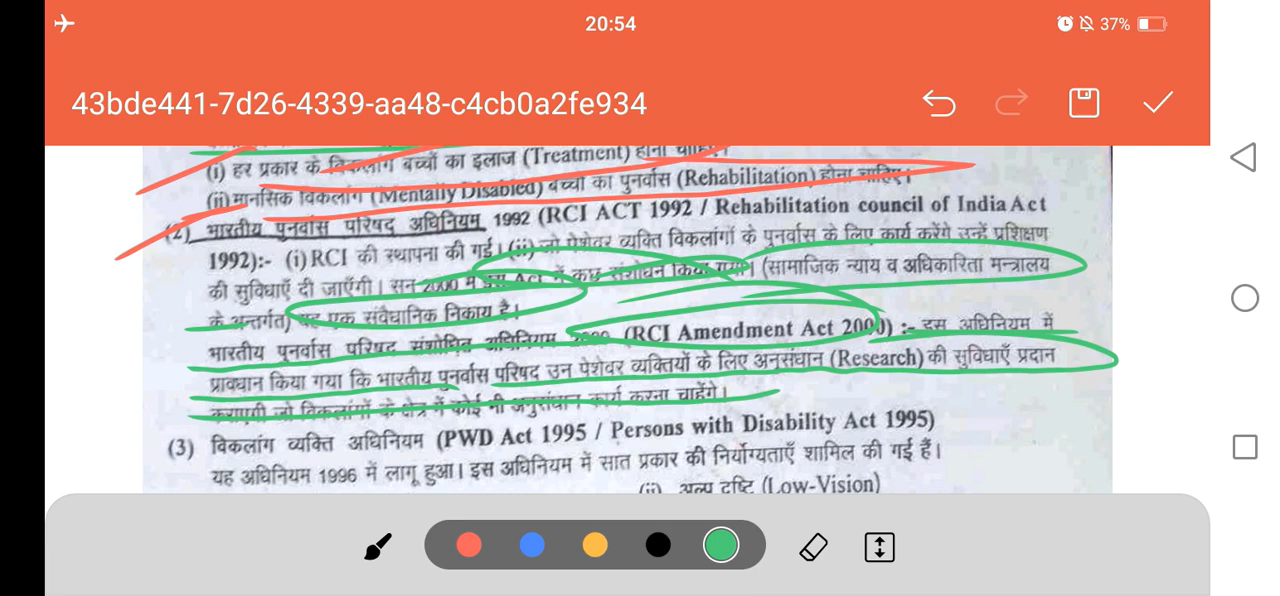 20:54
37%
43bde441-7d26-4339-aa48-c4cb0a2fe934
(i) हर प्रकार के विकलांग बच्चों का इलाज (Treatment) होना चाहिए।
(ii) मानसिक विकलांग (Mentally Disabled) बच्चों का पुनर्वास (Rehabilitation) होना चाहिए।
(2) भारतीय पुनर्वास परिषद अधिनियम 1992 (RCI ACT 1992 / Rehabilitation council of India Act
1992):- (i) RCI की स्थापना की गई। (ii) जो पेशेवर व्यक्ति विकलांगों के पुनर्वास के लिए कार्य करेंगे उन्हें प्रशिक्षण
की सुविधाएँ दी जाएँगी। सन 2000 में इस Act में कुछ संशोधन किया गया। (सामाजिक न्याय व अधिकारिता मन्त्रालय
के अन्तर्गत) यह एक संवैधानिक निकाय है।
भारतीय पुनर्वास परिषद संशोधित अधिनियम 2000 (RCI Amendment Act 2000) :- इस अधिनियम में
प्रावधान किया गया कि भारतीय पुनर्वास परिषद उन पेशेवर व्यक्तियों के लिए अनुसंधान (Research) की सुविधाएँ प्रदान
कराएगी जो विकलांगों के क्षेत्र में कोई भी अनुसंधान कार्य करना चाहेंगे।
(3) विकलांग व्यक्ति अधिनियम (PWD Act 1995 / Persons with Disability Act 1995)
यह अधिनियम 1996 में लागू हुआ। इस अधिनियम में सात प्रकार की निर्योग्यताएँ शामिल की गई हैं।
(ii) अल्प दृष्टि (Low-Vision)